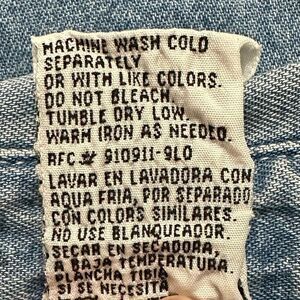 MACHINE WASH COLD
SEPARATELY
OR WITH LIKE COLORS.
DO NOT BLEACH.
TUMBLE DRY LOW.
WARM IRON AS NEEDED.
RFC 910911-9L0
LAVAR EN LAVADORA CON
AQUA FRIA, POR SEPARADO
CON COLORS SIMILARES.
NO USE BLANQUEADOR.
SECAR EN SECADORA,
A BAJA TEMPERATURA.
PLANCHA TIBIA
SI SE NECESITA